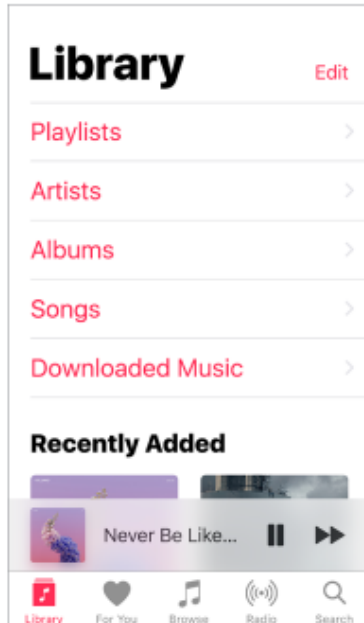 Library
Edit
Playlists
Artists
Albums
Songs
Downloaded Music
Recently Added
Never Be Like...
Library For You Browse Radio Search